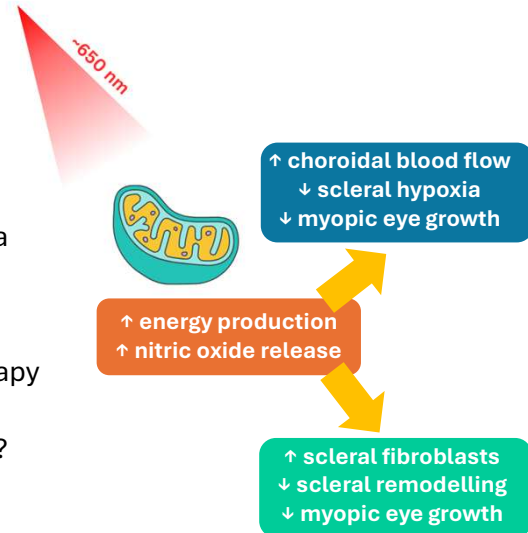 ~650 nm
↑ choroidal blood flow
↓ scleral hypoxia
↓ myopic eye growth
a
↑ energy production
↑ nitric oxide release
apy
?
↑ scleral fibroblasts
↓ scleral remodelling
↓ myopic eye growth